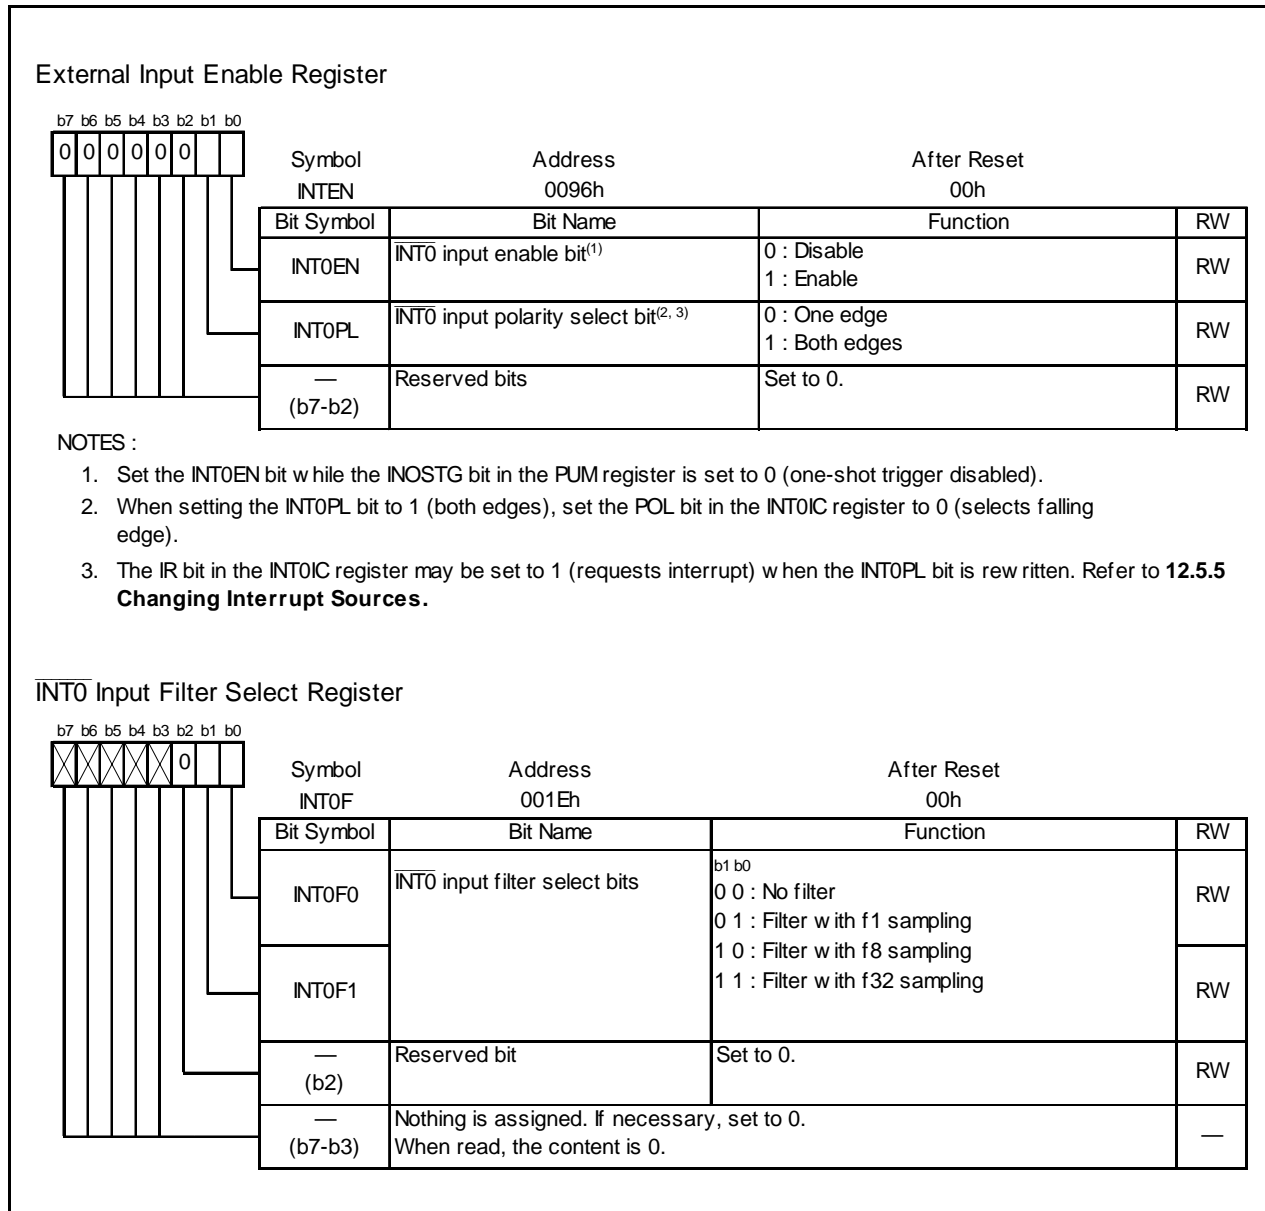 External Input Enable Register
b7 b6 b5 b4 b3 b2 b1 b0
0 0 0 0 0 0
Symbol Address After Reset
INTEN 0096h 00h
Bit Symbol Bit Name Function RW
INT0EN INT0 input enable bit(1) 0 : Disable RW
1 : Enable
INT0PL INT0 input polarity select bit(2, 3) 0 : One edge RW
1 : Both edges
— Reserved bits Set to 0. RW
(b7-b2)
NOTES :
1. Set the INT0EN bit while the INOSTG bit in the PUM register is set to 0 (one-shot trigger disabled).
2. When setting the INT0PL bit to 1 (both edges), set the POL bit in the INT0IC register to 0 (selects falling
edge).
3. The IR bit in the INT0IC register may be set to 1 (requests interrupt) when the INT0PL bit is rewritten. Refer to 12.5.5
Changing Interrupt Sources.
INT0 Input Filter Select Register
b7 b6 b5 b4 b3 b2 b1 b0
0
Symbol Address After Reset
INT0F 001Eh 00h
Bit Symbol Bit Name Function RW
INT0F0 INT0 input filter select bits b1 b0 RW
0 0 : No filter
0 1 : Filter with f1 sampling
1 0 : Filter with f8 sampling
INT0F1 1 1 : Filter with f32 sampling RW
— Reserved bit Set to 0. RW
(b2)
— Nothing is assigned. If necessary, set to 0. —
(b7-b3) When read, the content is 0.